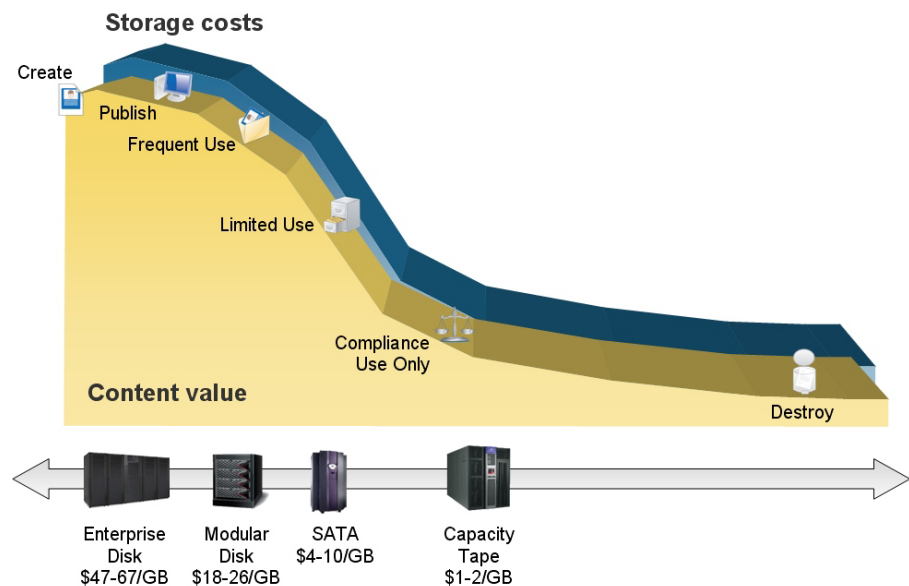 Storage costs
Create
Publish
Frequent Use
Limited Use
Compliance
Use Only
Content value
Destroy
Enterprise
Disk
$47-67/GB
Modular
Disk
$18-26/GB
SATA
$4-10/GB
Capacity
Tape
$1-2/GB